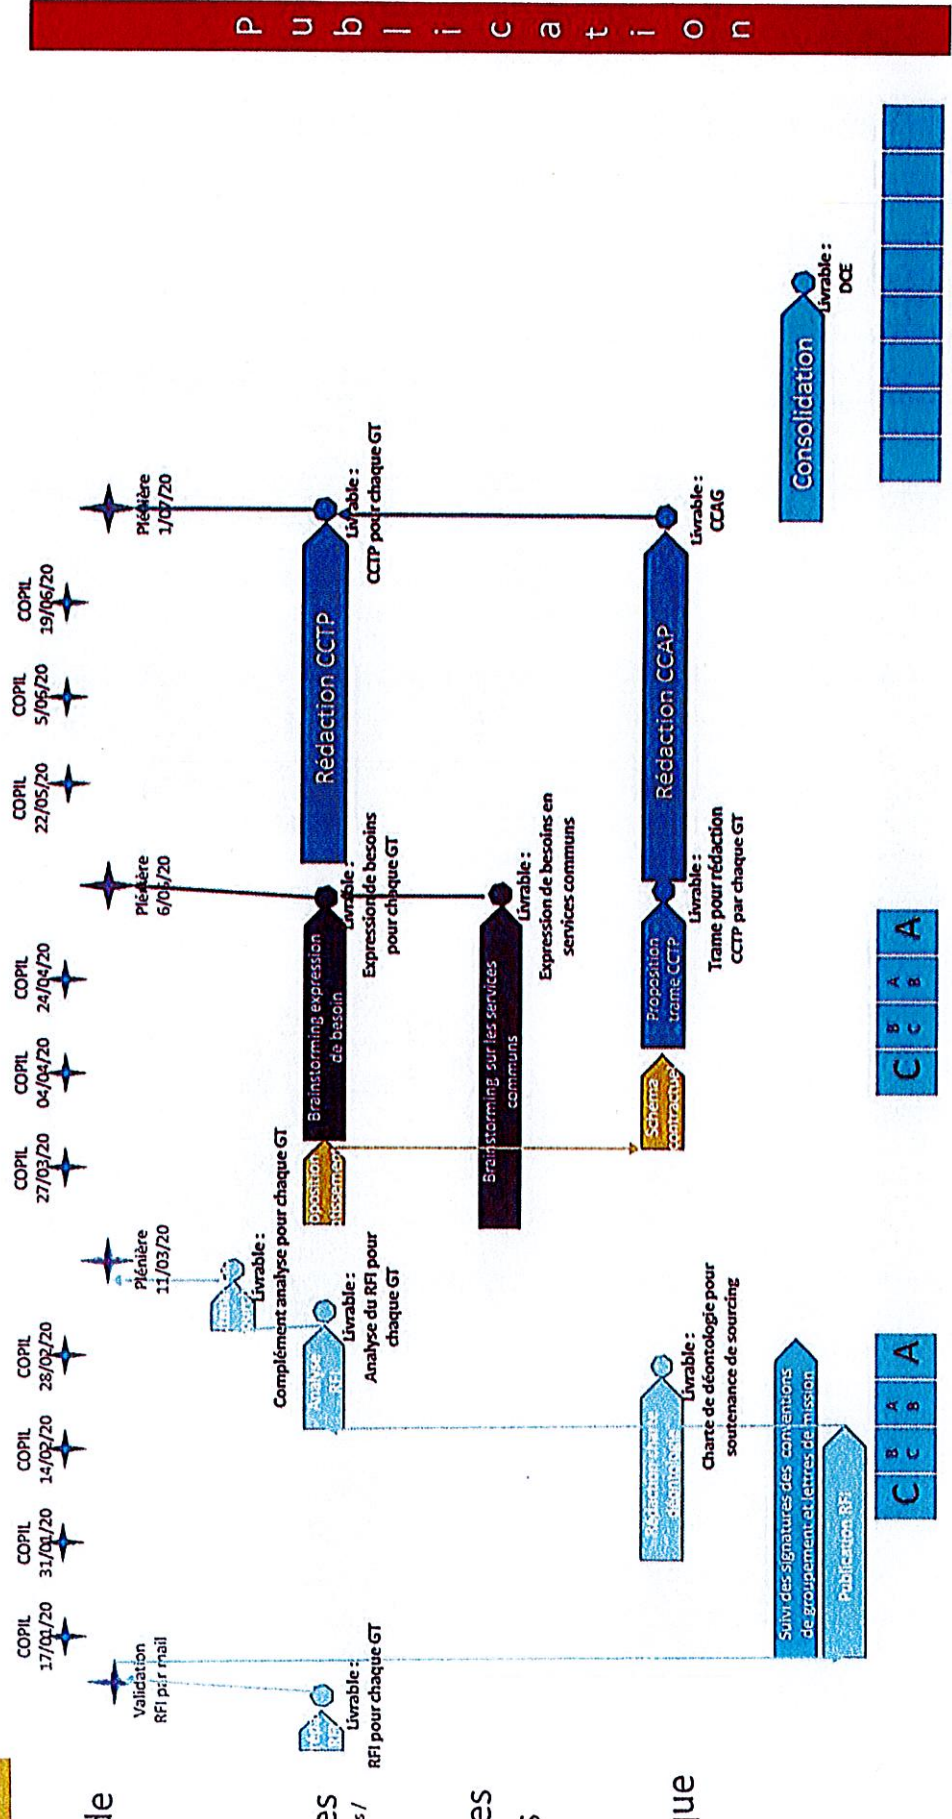 COPIL
17/01/20
COPIL
31/01/20
COPIL
14/02/20
COPIL
28/02/20
COPIL
27/03/20
COPIL
04/04/20
COPIL
24/04/20
COPIL
22/05/20
COPIL
5/06/20
COPIL
19/06/20
Validation
RFI par mail
Plénière
11/03/20
Plénière
Plénière
1/07/20
de
Livrable :
Complément analyse pour chaque GT
Livrable :
RFI pour chaque GT
Analyse
RFI
Livrable :
Analyse du RFI pour
chaque GT
Brainstorming expression
de besoin
Livrable :
Expression de besoins
pour chaque GT
Rédaction CCTP
Livrable :
CCTP pour chaque GT
Brainstorming sur les services
communs
Livrable :
Expression de besoins en
services communs
Rédaction charte
déontologie
Livrable :
Charte de déontologie pour
soutenance de sourcing
Schéma
contractuel
Proposition
trame CCTP
Livrable :
Trame pour rédaction
CCTP par chaque GT
Rédaction CCAP
Livrable :
CCAG
Suivi des signatures des conventions
de groupement et lettres de mission
Publication RFI
Consolidation
Livrable :
DCE
C
B
C
A
B
A
C
B
C
A
B
A
Publication